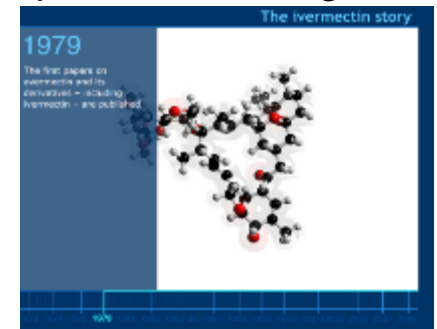 The ivermectin story
1979
The first papers on
avermectin and its
derivatives – including
ivermectin – are published
1979